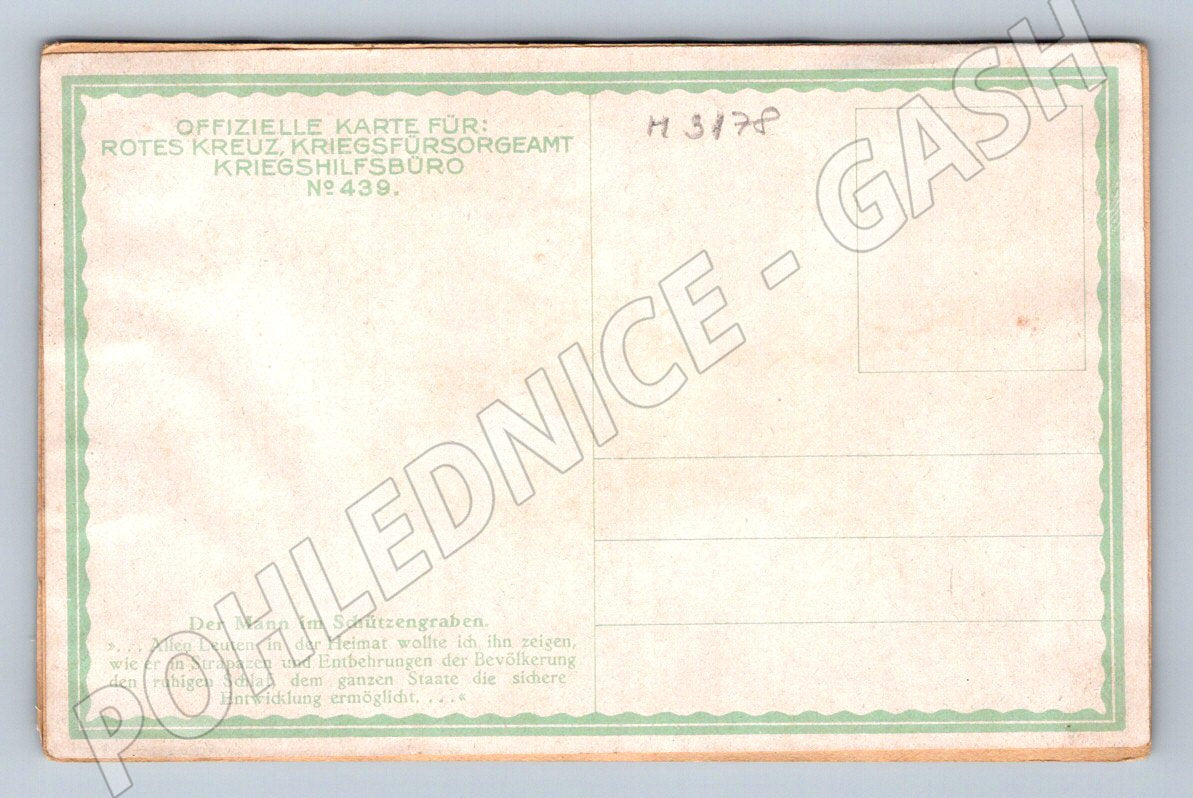 OFFIZIELLE KARTE FÜR:
ROTES KREUZ, KRIEGSFÜRSORGEAMT
KRIEGSHILFSBÜRO
Nº 439.
M 3178
Der Mann im Schützengraben.
». . . Allen Leuten in der Heimat wollte ich ihn zeigen,
wie er in Strapazen und Entbehrungen der Bevölkerung
den ruhigen Schlaf, dem ganzen Staate die sichere
Entwicklung ermöglicht. . . .«
POHLEDNICE - GASH